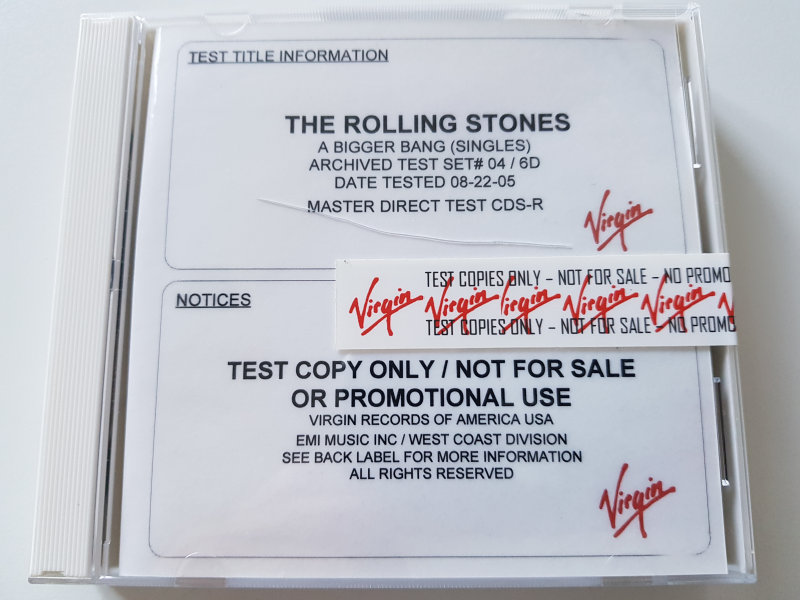 TEST TITLE INFORMATION
THE ROLLING STONES
A BIGGER BANG (SINGLES)
ARCHIVED TEST SET# 04 / 6D
DATE TESTED 08-22-05
MASTER DIRECT TEST CDS-R
Virgin
TEST COPIES ONLY – NOT FOR SALE – NO PROMO
Virgin Virgin Virgin Virgin Virgin
TEST COPIES ONLY – NOT FOR SALE – NO PROMO
NOTICES
TEST COPY ONLY / NOT FOR SALE
OR PROMOTIONAL USE
VIRGIN RECORDS OF AMERICA USA
EMI MUSIC INC / WEST COAST DIVISION
SEE BACK LABEL FOR MORE INFORMATION
ALL RIGHTS RESERVED
Virgin